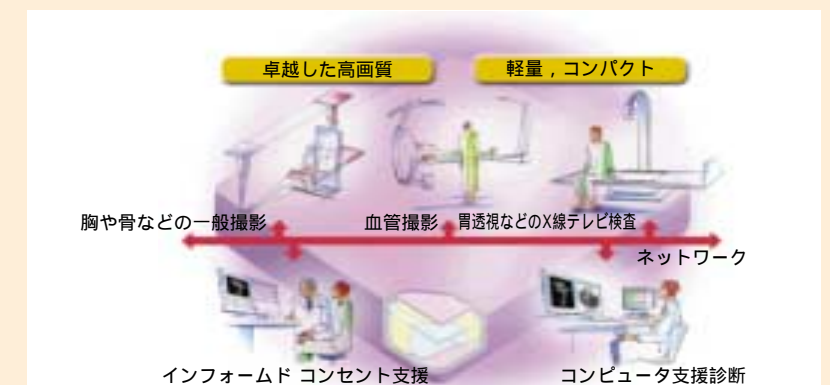 卓越した高画質
軽量，コンパクト
胸や骨などの一般撮影
血管撮影
胃透視などのX線テレビ検査
ネットワーク
インフォームド コンセント支援
コンピュータ支援診断